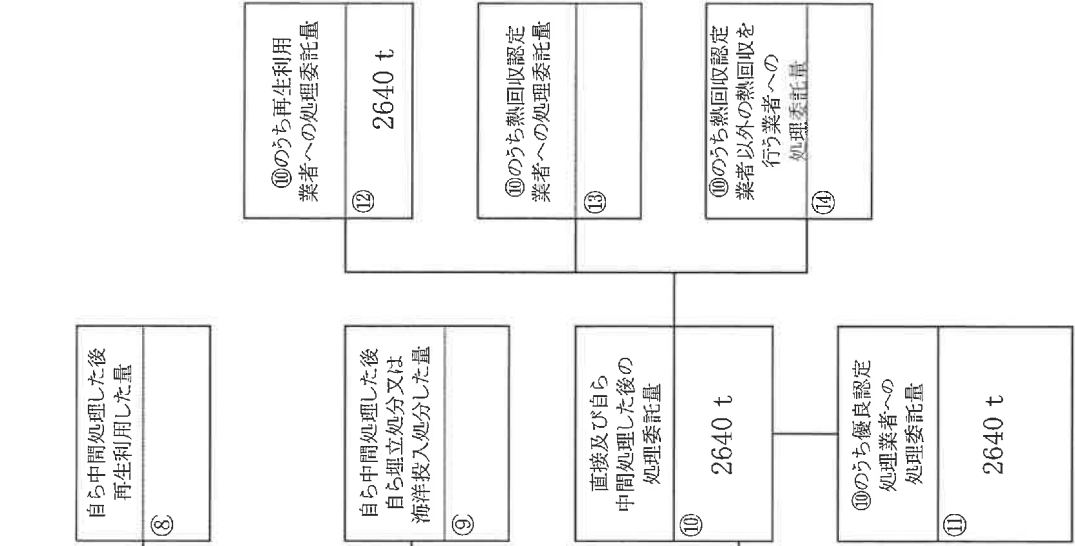 自ら中間処理した後
再生利用した量
⑧
自ら中間処理した後
自ら埋立処分又は
海洋投入処分した量
⑨
直接及び自ら
中間処理した後の
処理委託量
⑩
2640 t
⑩のうち優良認定
処理業者への
処理委託量
⑪
2640 t
⑩のうち再生利用
業者への処理委託量
⑫
2640 t
⑩のうち熱回収認定
業者への処理委託量
⑬
⑩のうち熱回収認定
業者以外の熱回収を
行う業者への
処理委託量
⑭